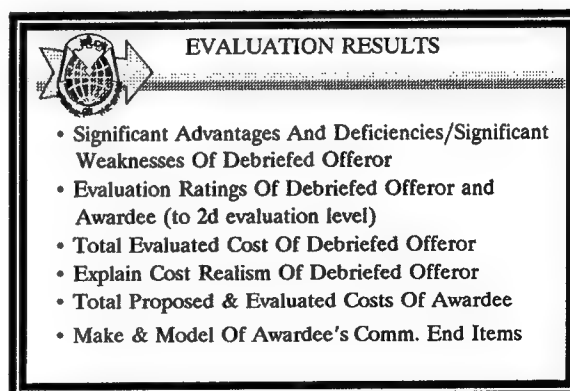 EVALUATION RESULTS
• Significant Advantages And Deficiencies/Significant
Weaknesses Of Debriefed Offeror
• Evaluation Ratings Of Debriefed Offeror and
Awardee (to 2d evaluation level)
• Total Evaluated Cost Of Debriefed Offeror
• Explain Cost Realism Of Debriefed Offeror
• Total Proposed & Evaluated Costs Of Awardee
• Make & Model Of Awardee's Comm. End Items